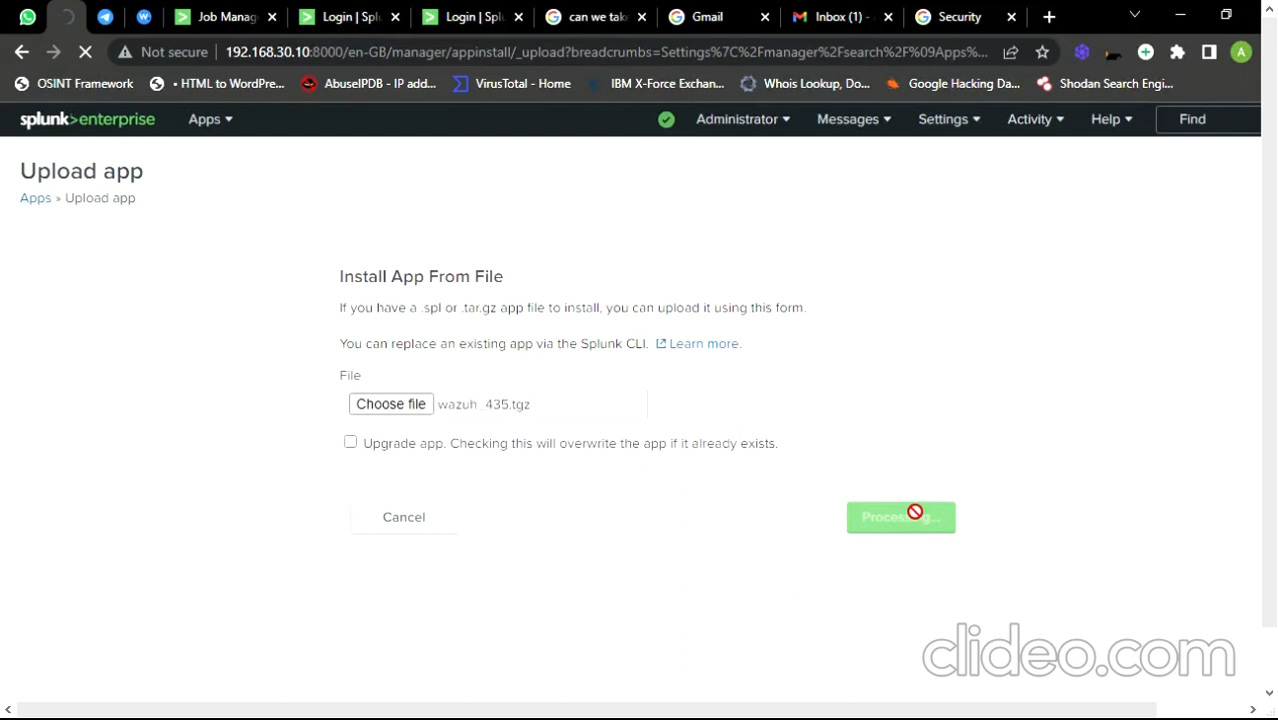 Job Manag
Login | Spl
Login | Spl
can we tak
Gmail
Inbox (1) -
Security
Not secure
192.168.30.10:8000/en-GB/manager/appinstall/_upload?breadcrumbs=Settings%7C%2Fmanager%2Fsearch%2F%09Apps%...
OSINT Framework
• HTML to WordPre...
AbuseIPDB - IP add...
VirusTotal - Home
IBM X-Force Exchan...
Whois Lookup, Do...
Google Hacking Da...
Shodan Search Engi...
splunk>enterprise
Apps
Administrator
Messages
Settings
Activity
Help
Find
Upload app
Apps » Upload app
Install App From File
If you have a .spl or .tar.gz app file to install, you can upload it using this form.
You can replace an existing app via the Splunk CLI. Learn more.
File
Choose file wazuh_435.tgz
Upgrade app. Checking this will overwrite the app if it already exists.
Cancel
Processing...
clideo.com